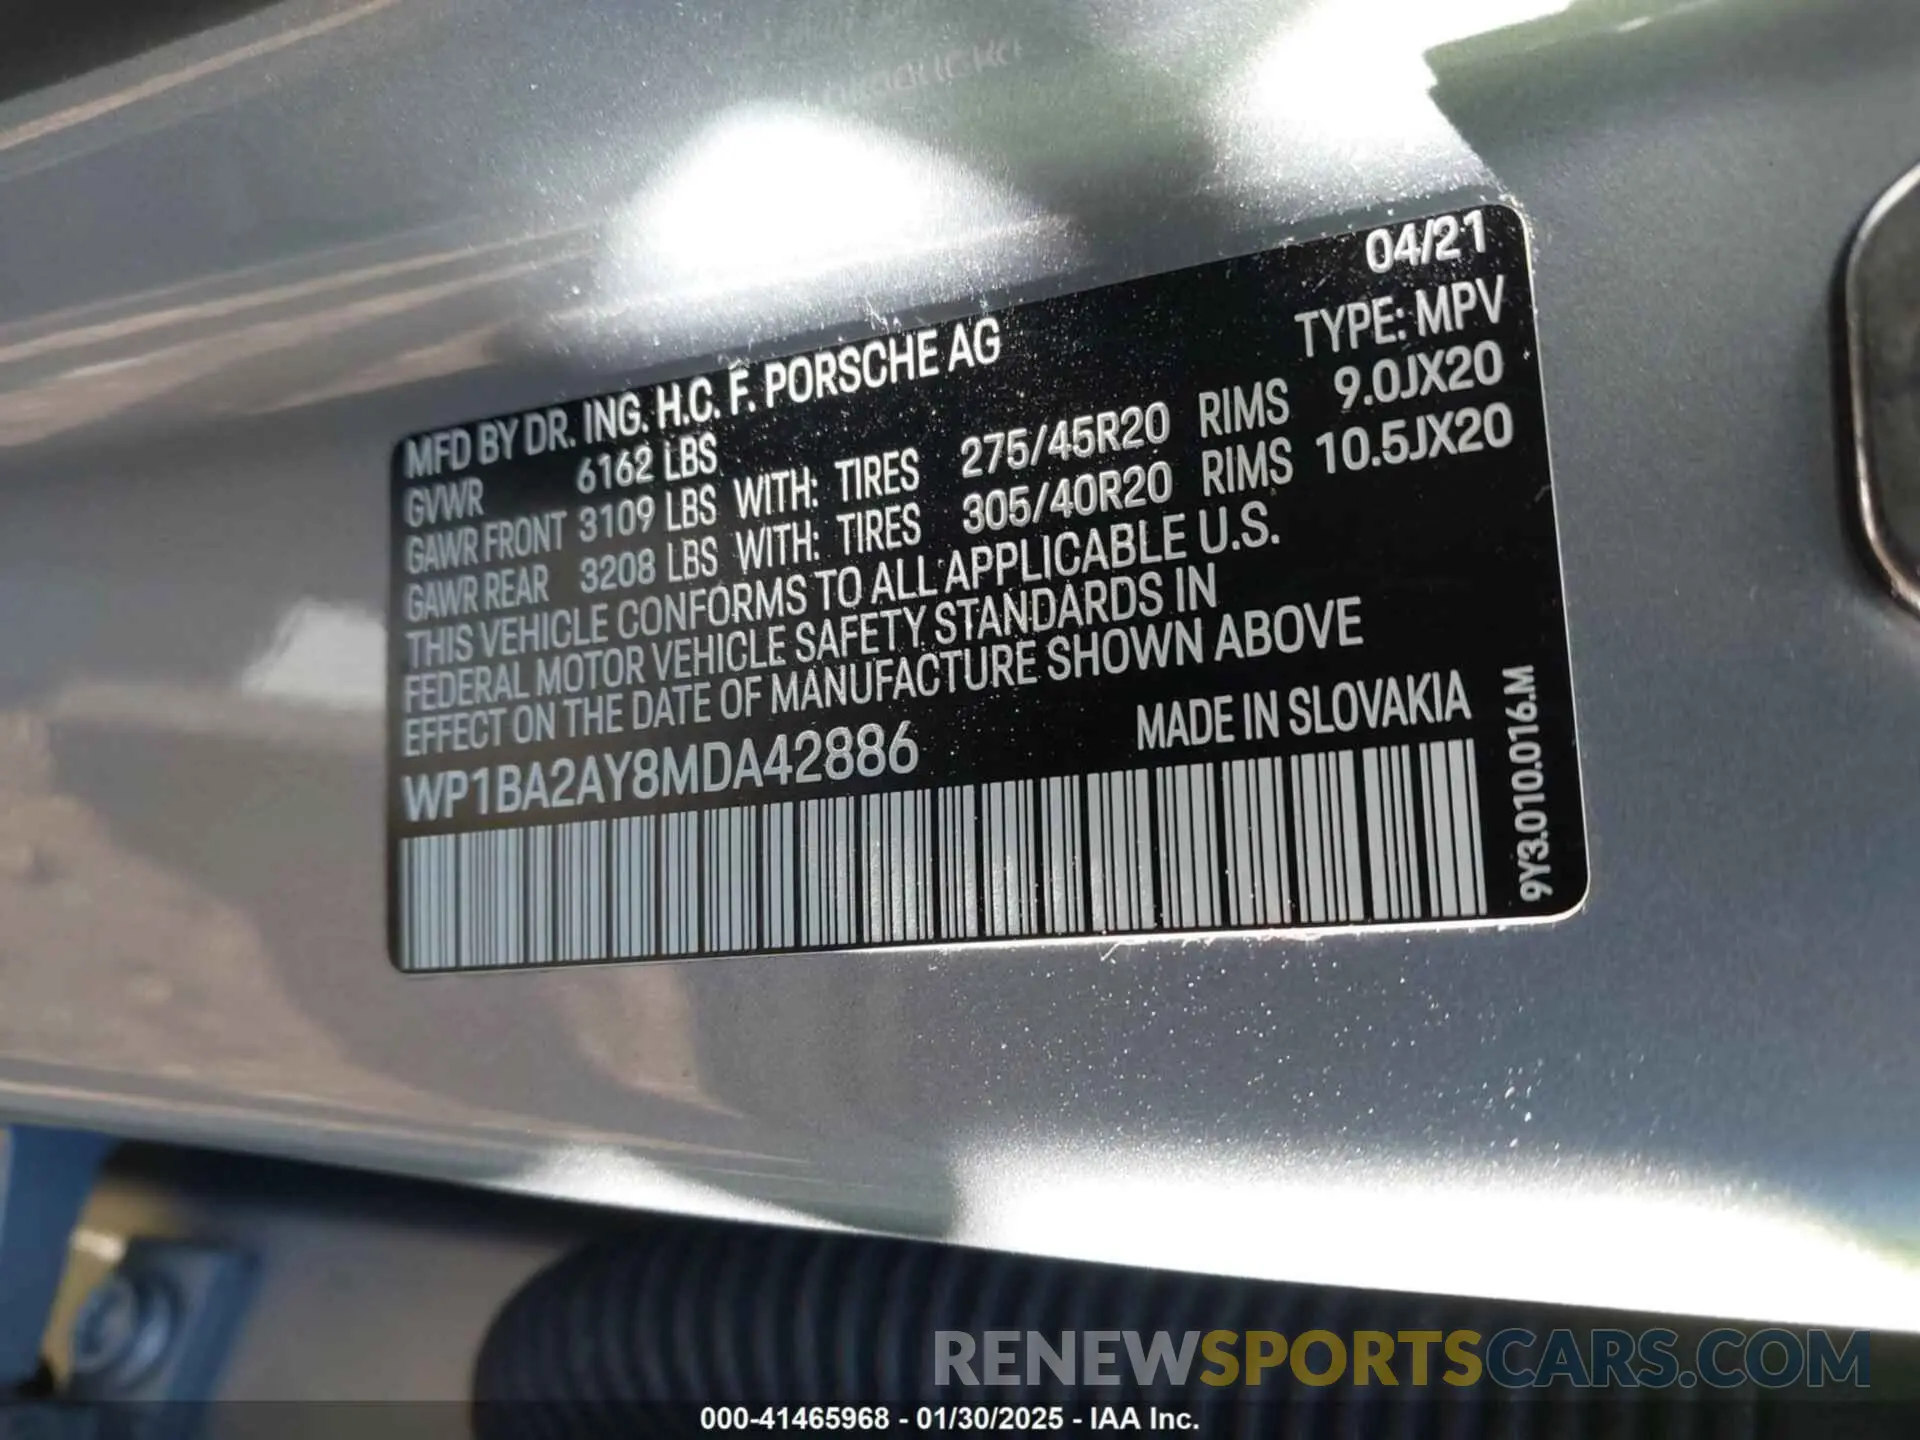 04/21
MFD BY DR. ING. H.C. F. PORSCHE AG TYPE: MPV
GVWR 6162 LBS
GAWR FRONT 3109 LBS WITH: TIRES 275/45R20 RIMS 9.0JX20
GAWR REAR 3208 LBS WITH: TIRES 305/40R20 RIMS 10.5JX20
THIS VEHICLE CONFORMS TO ALL APPLICABLE U.S.
FEDERAL MOTOR VEHICLE SAFETY STANDARDS IN
EFFECT ON THE DATE OF MANUFACTURE SHOWN ABOVE
WP1BA2AY8MDA42886 MADE IN SLOVAKIA
9Y3.010.016.M
RENEWSPORTSCARS.COM
000-41465968 - 01/30/2025 - IAA Inc.